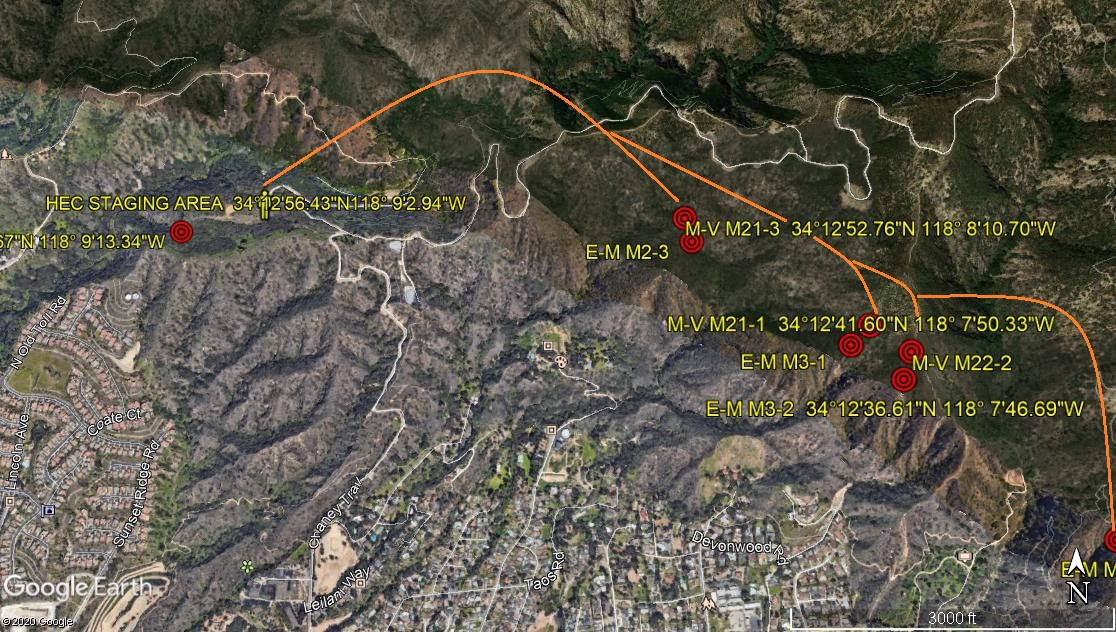 HEC STAGING AREA 34°12'56.43"N118° 9'2.94"W
67"N 118° 9'13.34"W
M-V M21-3 34°12'52.76"N 118° 8'10.70"W
E-M M2-3
M-V M21-1 34°12'41.60"N 118° 7'50.33"W
E-M M3-1
M-V M22-2
E-M M3-2 34°12'36.61"N 118° 7'46.69"W
N Old Toll Rd
Coate Ct
Lincoln Ave
Sunset Ridge Rd
Chaney Trail
Devonwood Rd
Taos Rd
Leilan Way
E-M M
N
Google Earth
3000 ft
©2020 Google